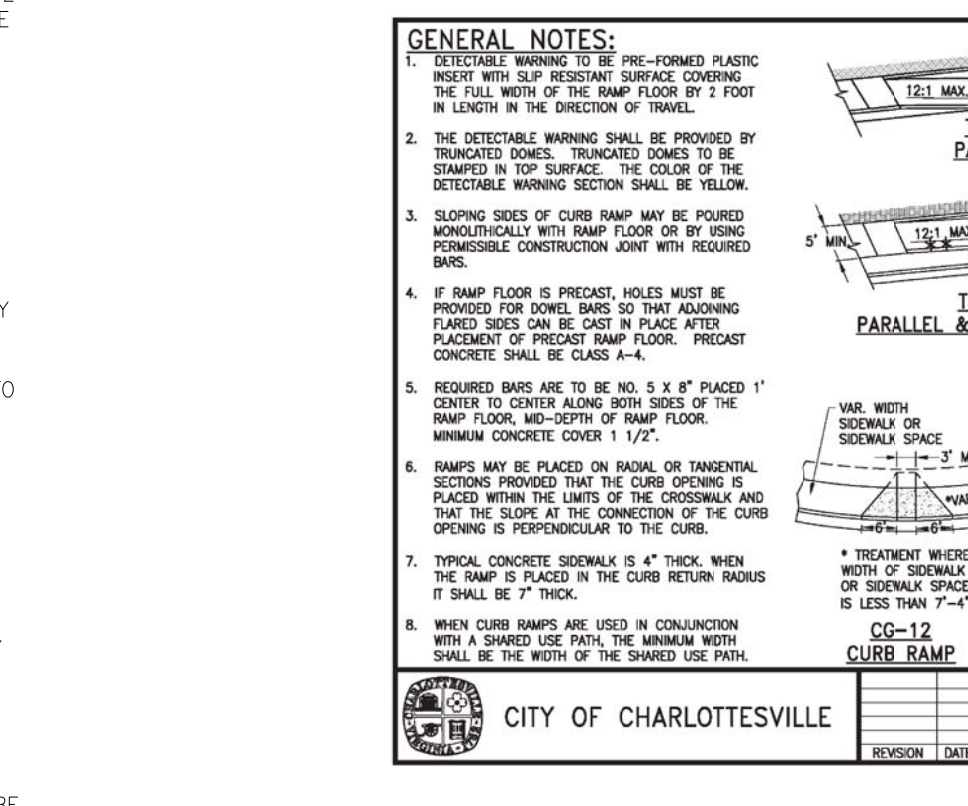 E
Y
TO
RE
GENERAL NOTES:
1. DETECTABLE WARNING TO BE PRE-FORMED PLASTIC
INSERT WITH SLIP RESISTANT SURFACE COVERING
THE FULL WIDTH OF THE RAMP FLOOR BY 2 FOOT
IN LENGTH IN THE DIRECTION OF TRAVEL.
2. THE DETECTABLE WARNING SHALL BE PROVIDED BY
TRUNCATED DOMES. TRUNCATED DOMES TO BE
STAMPED IN TOP SURFACE. THE COLOR OF THE
DETECTABLE WARNING SECTION SHALL BE YELLOW.
3. SLOPING SIDES OF CURB RAMP MAY BE POURED
MONOLITHICALLY WITH RAMP FLOOR OR BY USING
PERMISSIBLE CONSTRUCTION JOINT WITH REQUIRED
BARS.
4. IF RAMP FLOOR IS PRECAST, HOLES MUST BE
PROVIDED FOR DOWEL BARS SO THAT ADJOINING
FLARED SIDES CAN BE CAST IN PLACE AFTER
PLACEMENT OF PRECAST RAMP FLOOR. PRECAST
CONCRETE SHALL BE CLASS A-4.
5. REQUIRED BARS ARE TO BE NO. 5 X 8" PLACED 1'
CENTER TO CENTER ALONG BOTH SIDES OF THE
RAMP FLOOR, MID-DEPTH OF RAMP FLOOR.
MINIMUM CONCRETE COVER 1 1/2".
6. RAMPS MAY BE PLACED ON RADIAL OR TANGENTIAL
SECTIONS PROVIDED THAT THE CURB OPENING IS
PLACED WITHIN THE LIMITS OF THE CROSSWALK AND
THAT THE SLOPE AT THE CONNECTION OF THE CURB
OPENING IS PERPENDICULAR TO THE CURB.
7. TYPICAL CONCRETE SIDEWALK IS 4" THICK. WHEN
THE RAMP IS PLACED IN THE CURB RETURN RADIUS
IT SHALL BE 7" THICK.
8. WHEN CURB RAMPS ARE USED IN CONJUNCTION
WITH A SHARED USE PATH, THE MINIMUM WIDTH
SHALL BE THE WIDTH OF THE SHARED USE PATH.
12:1 MAX.
T
PA
5' MIN.
12:1 MAX
**
T
PARALLEL &
VAR. WIDTH
SIDEWALK OR
SIDEWALK SPACE
3' M
*VAR
6' 6'
* TREATMENT WHERE
WIDTH OF SIDEWALK
OR SIDEWALK SPACE
IS LESS THAN 7'-4"
CG-12
CURB RAMP
CHARLOTTESVILLE
VIRGINIA - 1762
CITY OF CHARLOTTESVILLE
REVISION DATE